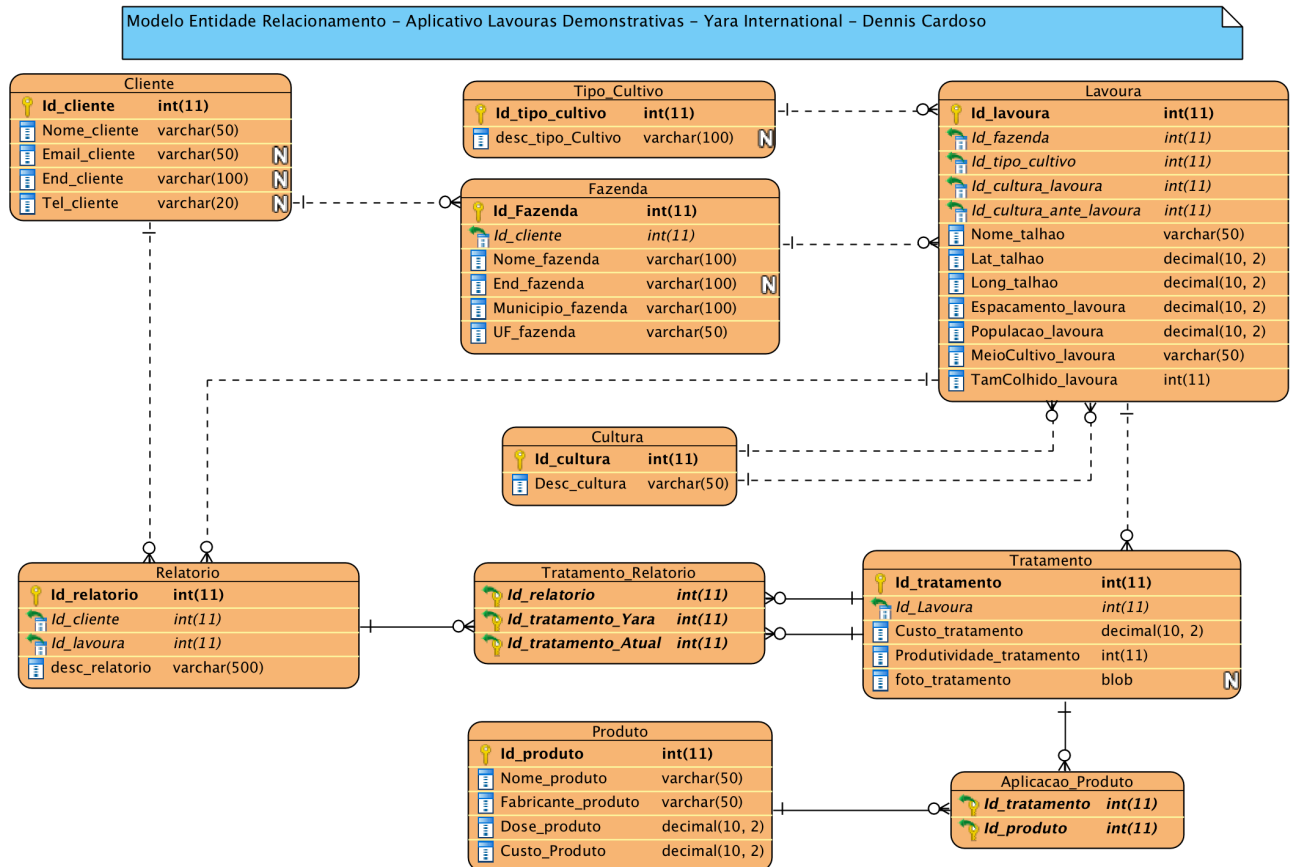 Modelo Entidade Relacionamento – Aplicativo Lavouras Demonstrativas – Yara International – Dennis Cardoso
Cliente
Id_cliente int(11)
Nome_cliente varchar(50)
Email_cliente varchar(50) N
End_cliente varchar(100) N
Tel_cliente varchar(20) N
Tipo_Cultivo
Id_tipo_cultivo int(11)
desc_tipo_Cultivo varchar(100) N
Fazenda
Id_Fazenda int(11)
Id_cliente int(11)
Nome_fazenda varchar(100)
End_fazenda varchar(100) N
Municipio_fazenda varchar(100)
UF_fazenda varchar(50)
Lavoura
Id_lavoura int(11)
Id_fazenda int(11)
Id_tipo_cultivo int(11)
Id_cultura_lavoura int(11)
Id_cultura_ante_lavoura int(11)
Nome_talhao varchar(50)
Lat_talhao decimal(10, 2)
Long_talhao decimal(10, 2)
Espacamento_lavoura decimal(10, 2)
Populacao_lavoura decimal(10, 2)
MeioCultivo_lavoura varchar(50)
TamColhido_lavoura int(11)
Cultura
Id_cultura int(11)
Desc_cultura varchar(50)
Relatorio
Id_relatorio int(11)
Id_cliente int(11)
Id_lavoura int(11)
desc_relatorio varchar(500)
Tratamento_Relatorio
Id_relatorio int(11)
Id_tratamento_Yara int(11)
Id_tratamento_Atual int(11)
Tratamento
Id_tratamento int(11)
Id_Lavoura int(11)
Custo_tratamento decimal(10, 2)
Produtividade_tratamento int(11)
foto_tratamento blob N
Produto
Id_produto int(11)
Nome_produto varchar(50)
Fabricante_produto varchar(50)
Dose_produto decimal(10, 2)
Custo_Produto decimal(10, 2)
Aplicacao_Produto
Id_tratamento int(11)
Id_produto int(11)